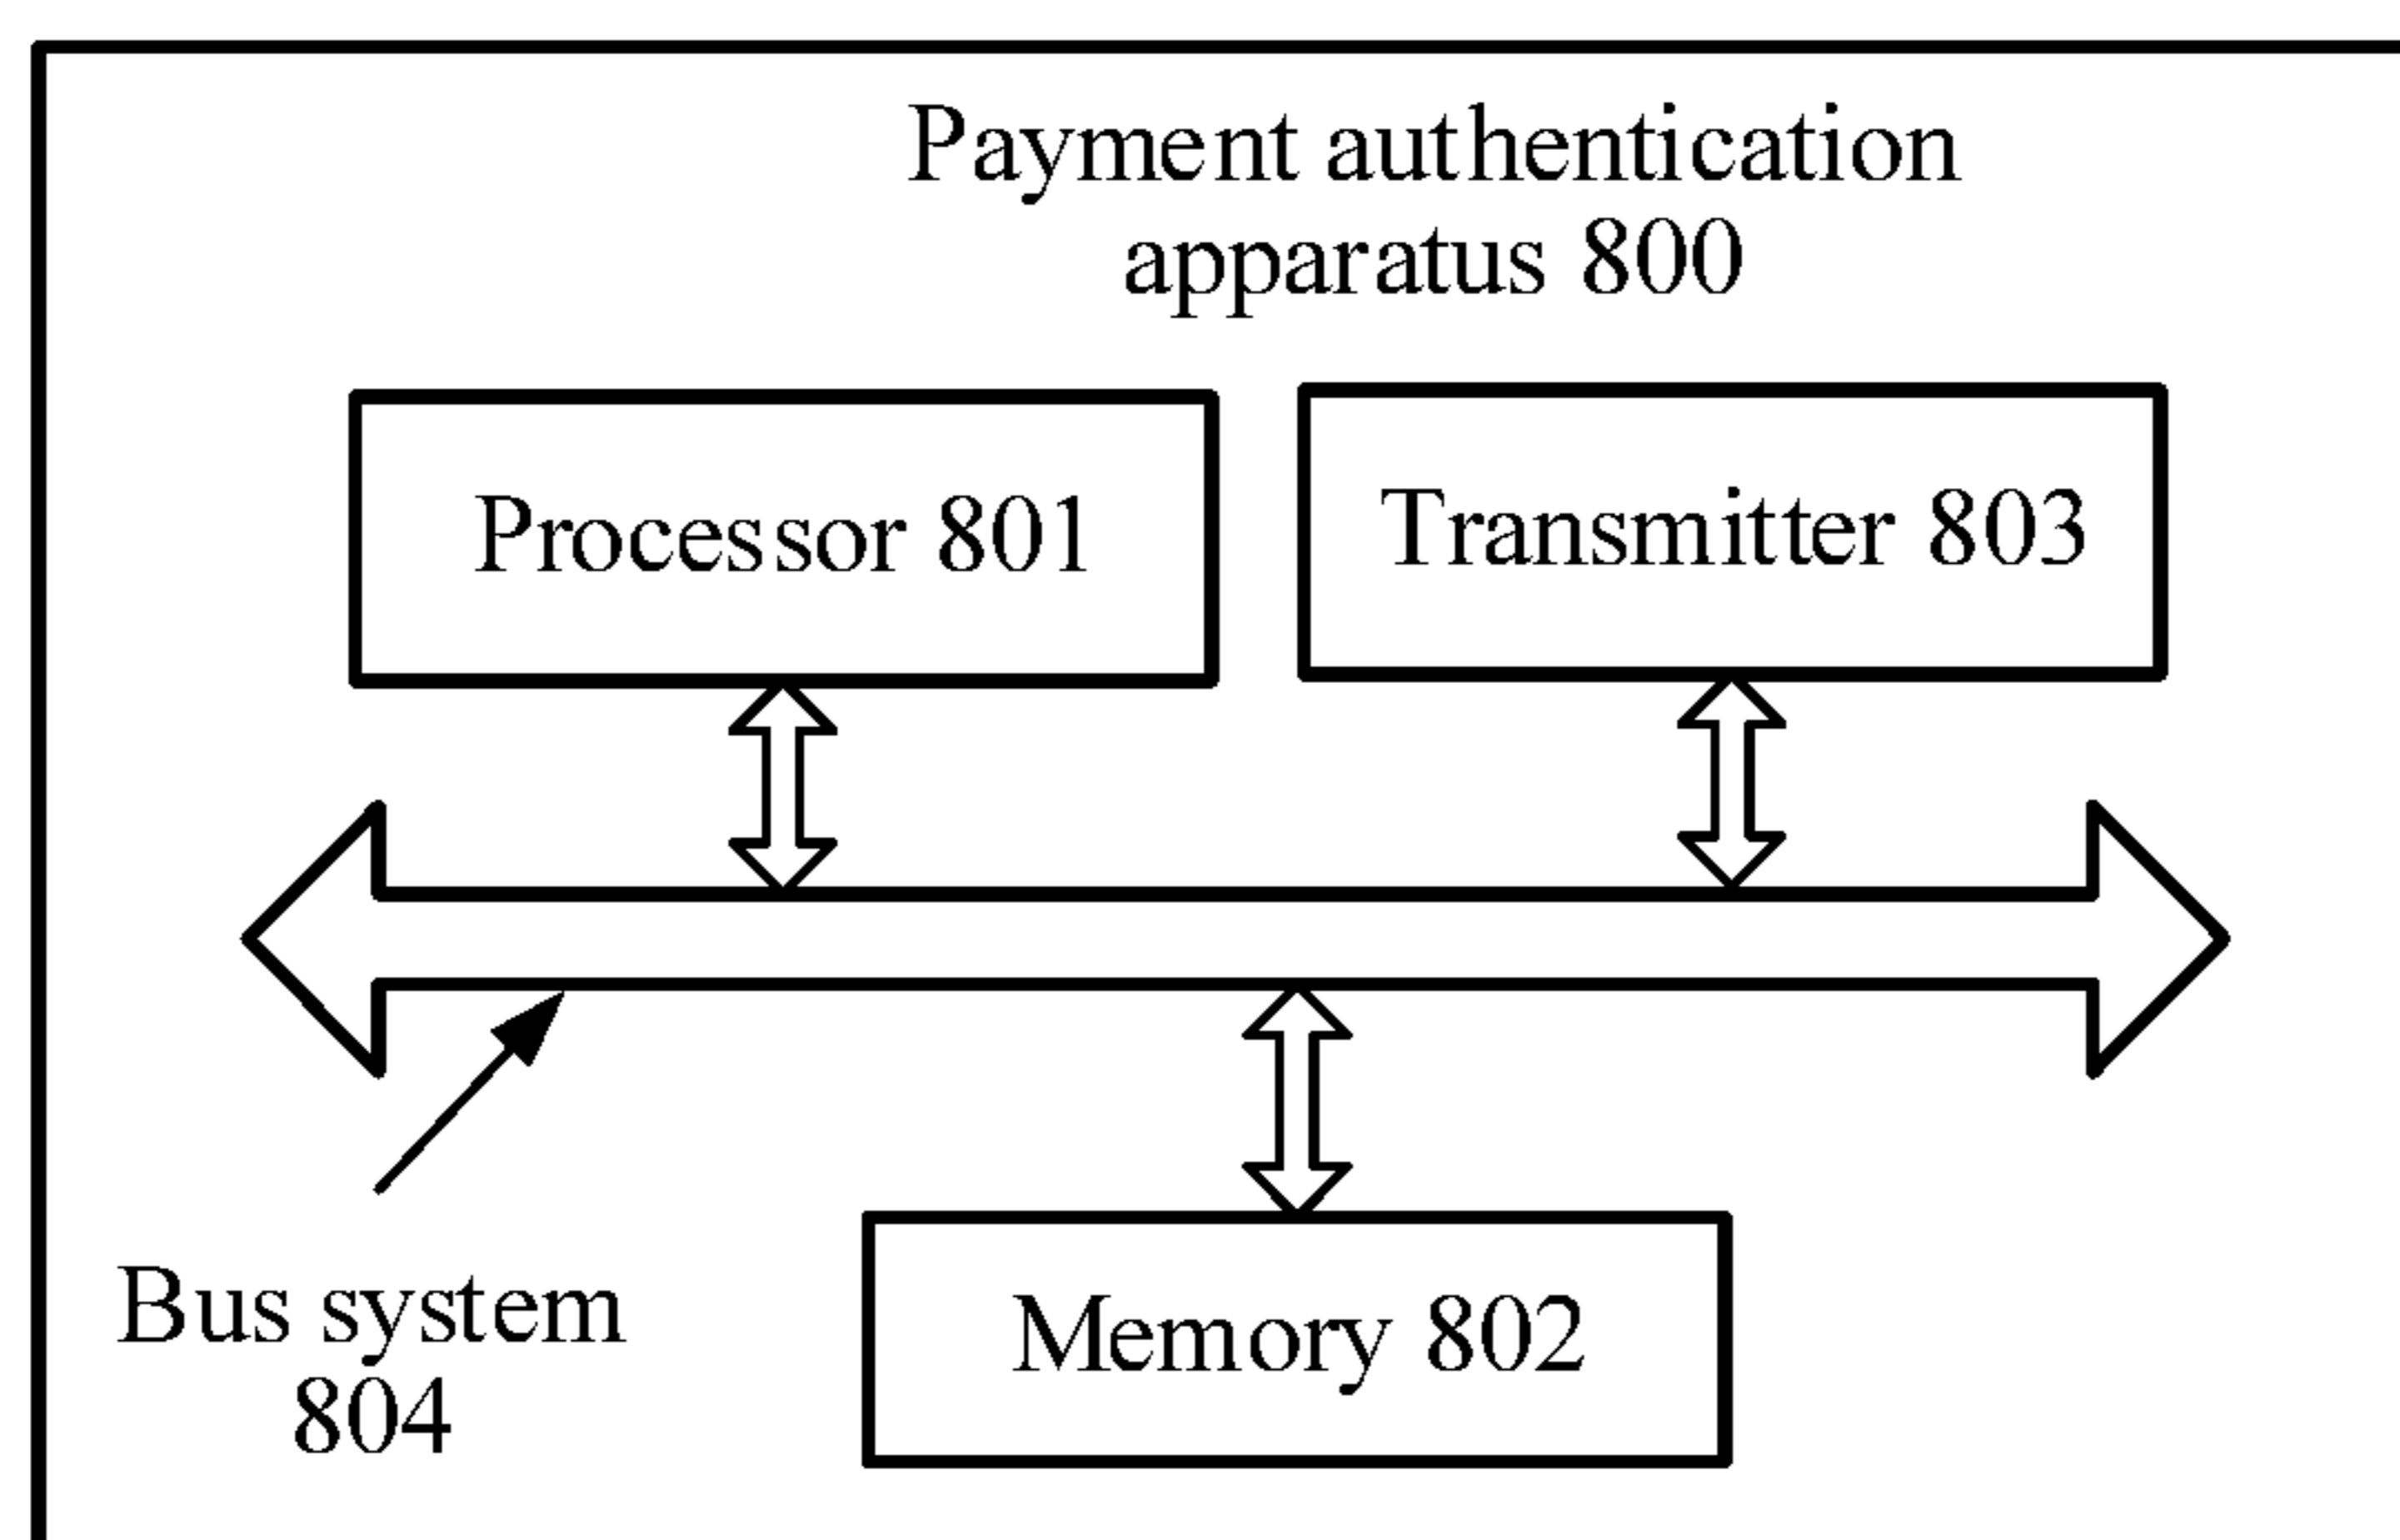 Payment authentication
apparatus 800
Processor 801
Transmitter 803
Bus system
804
Memory 802